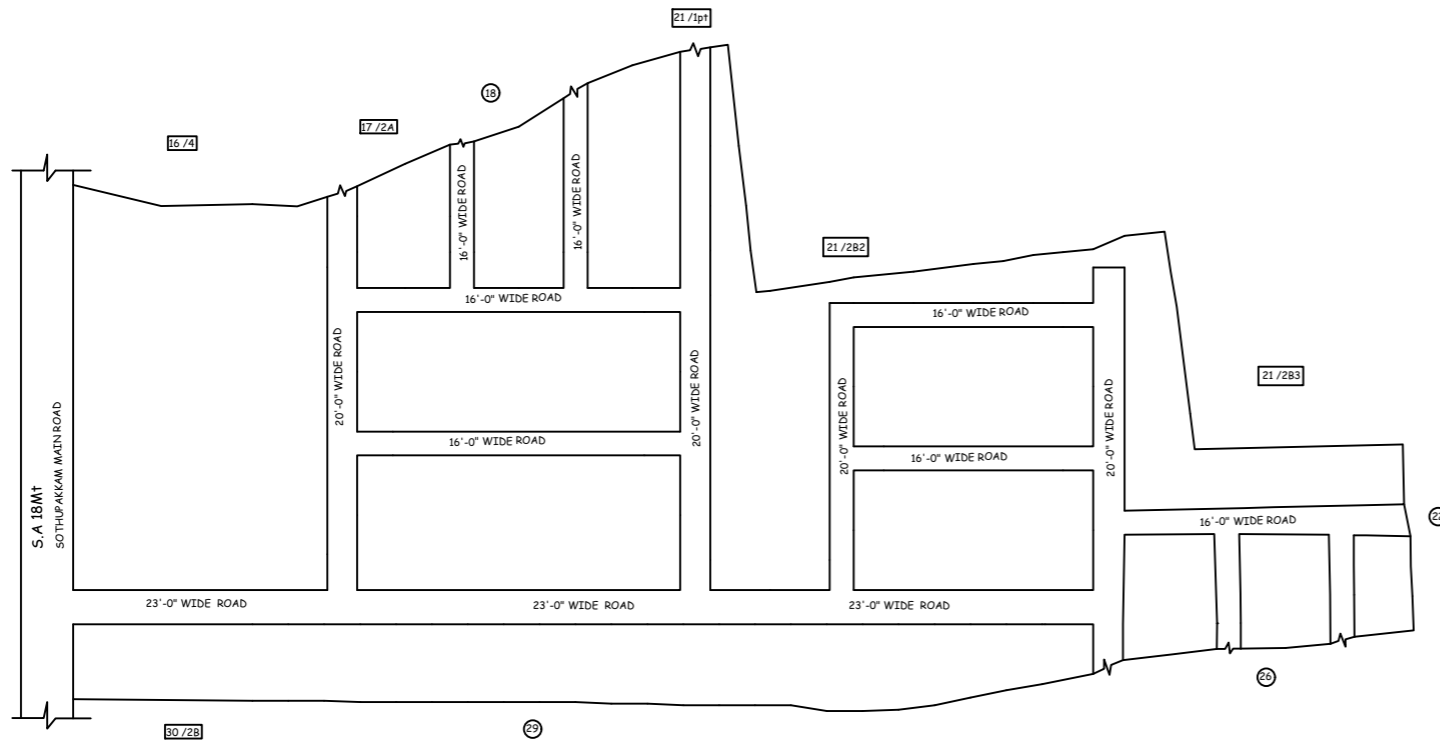 21 /1pt
18
17 /2A
16 /4
16'-0" WIDE ROAD
16'-0" WIDE ROAD
21 /2B2
16'-0" WIDE ROAD
16'-0" WIDE ROAD
20'-0" WIDE ROAD
20'-0" WIDE ROAD
21 /2B3
20'-0" WIDE ROAD
20'-0" WIDE ROAD
16'-0" WIDE ROAD
16'-0" WIDE ROAD
S.A 18Mt
SOTHUPAKKAM MAIN ROAD
16'-0" WIDE ROAD
23'-0" WIDE ROAD
23'-0" WIDE ROAD
23'-0" WIDE ROAD
26
29
30 /2B